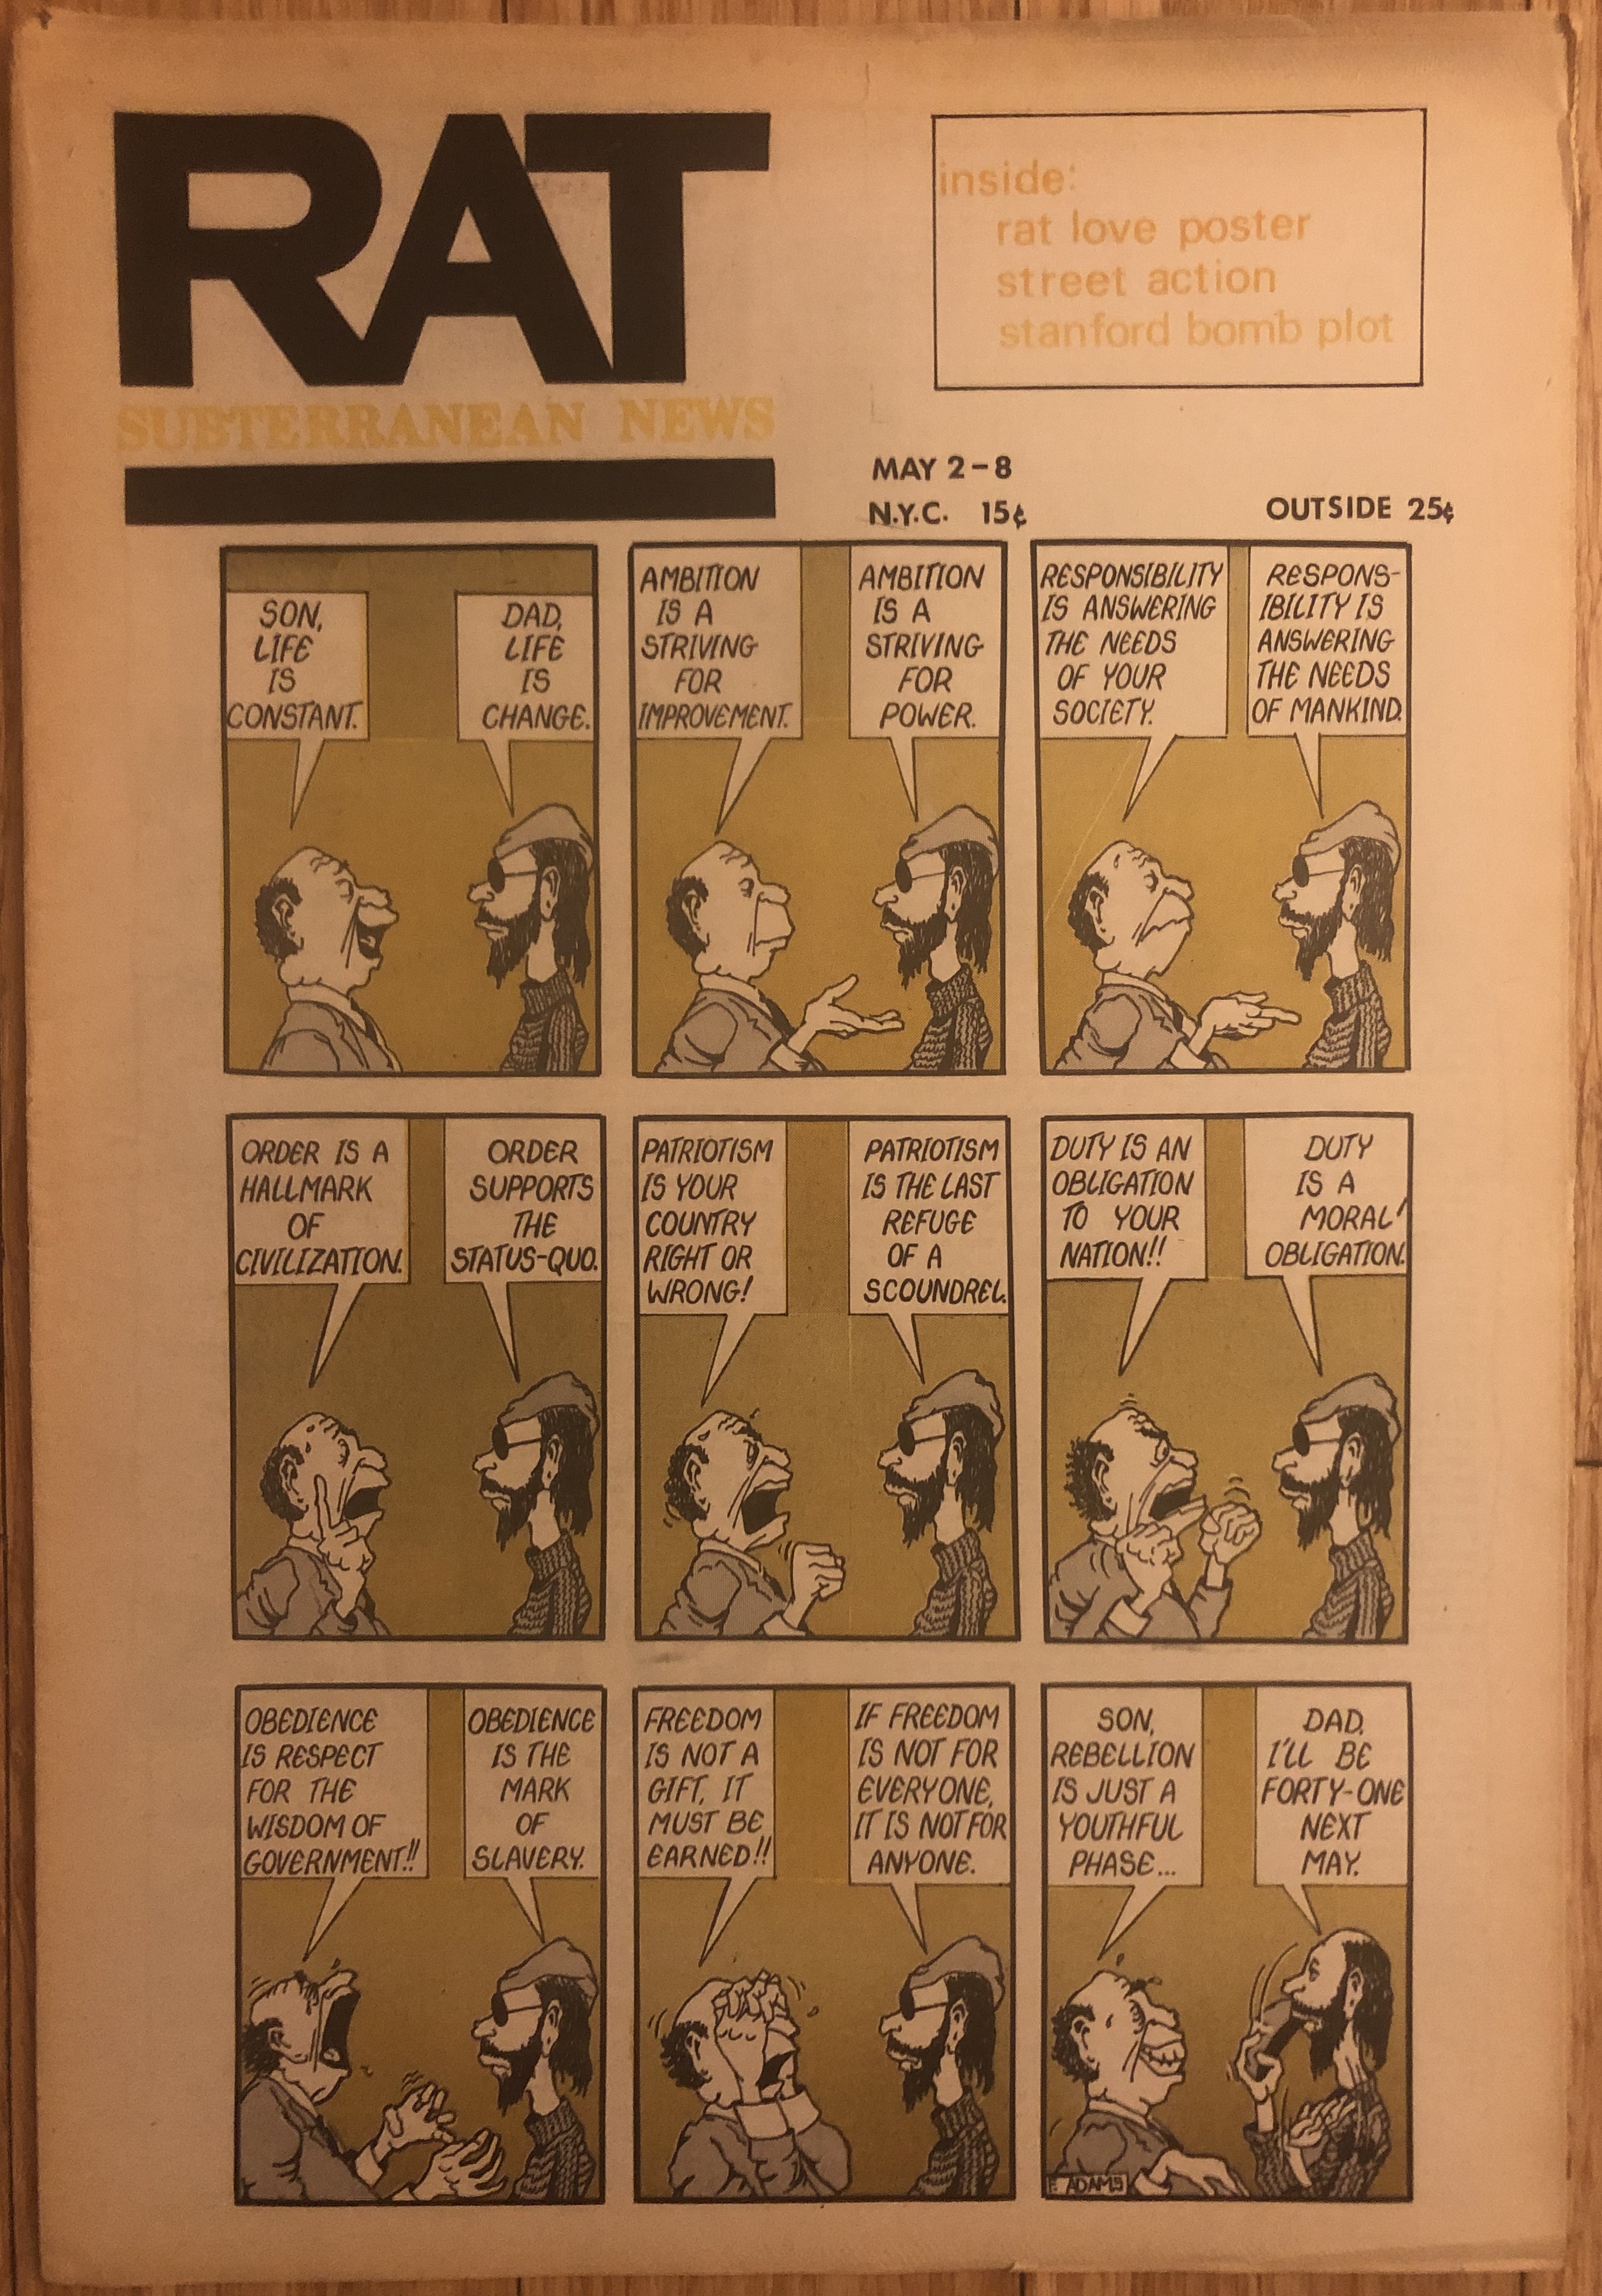 RAT
SUBTERRANEAN NEWS
inside:
rat love poster
street action
stanford bomb plot
MAY 2-8
N.Y.C. 15¢
OUTSIDE 25¢
SON,
LIFE
IS
CONSTANT.
DAD,
LIFE
IS
CHANGE.
AMBITION
IS A
STRIVING
FOR
IMPROVEMENT.
AMBITION
IS A
STRIVING
FOR
POWER.
RESPONSIBILITY
IS ANSWERING
THE NEEDS
OF YOUR
SOCIETY.
RESPONS-
IBILITY IS
ANSWERING
THE NEEDS
OF MANKIND.
ORDER IS A
HALLMARK
OF
CIVILIZATION.
ORDER
SUPPORTS
THE
STATUS-QUO.
PATRIOTISM
IS YOUR
COUNTRY
RIGHT OR
WRONG!
PATRIOTISM
IS THE LAST
REFUGE
OF A
SCOUNDREL.
DUTY IS AN
OBLIGATION
TO YOUR
NATION!!
DUTY
IS A
MORAL
OBLIGATION.
OBEDIENCE
IS RESPECT
FOR THE
WISDOM OF
GOVERNMENT!!
OBEDIENCE
IS THE
MARK
OF
SLAVERY.
FREEDOM
IS NOT A
GIFT, IT
MUST BE
EARNED!!
IF FREEDOM
IS NOT FOR
EVERYONE,
IT IS NOT FOR
ANYONE.
SON,
REBELLION
IS JUST A
YOUTHFUL
PHASE...
DAD,
I'LL BE
FORTY-ONE
NEXT
MAY.
ADAMS